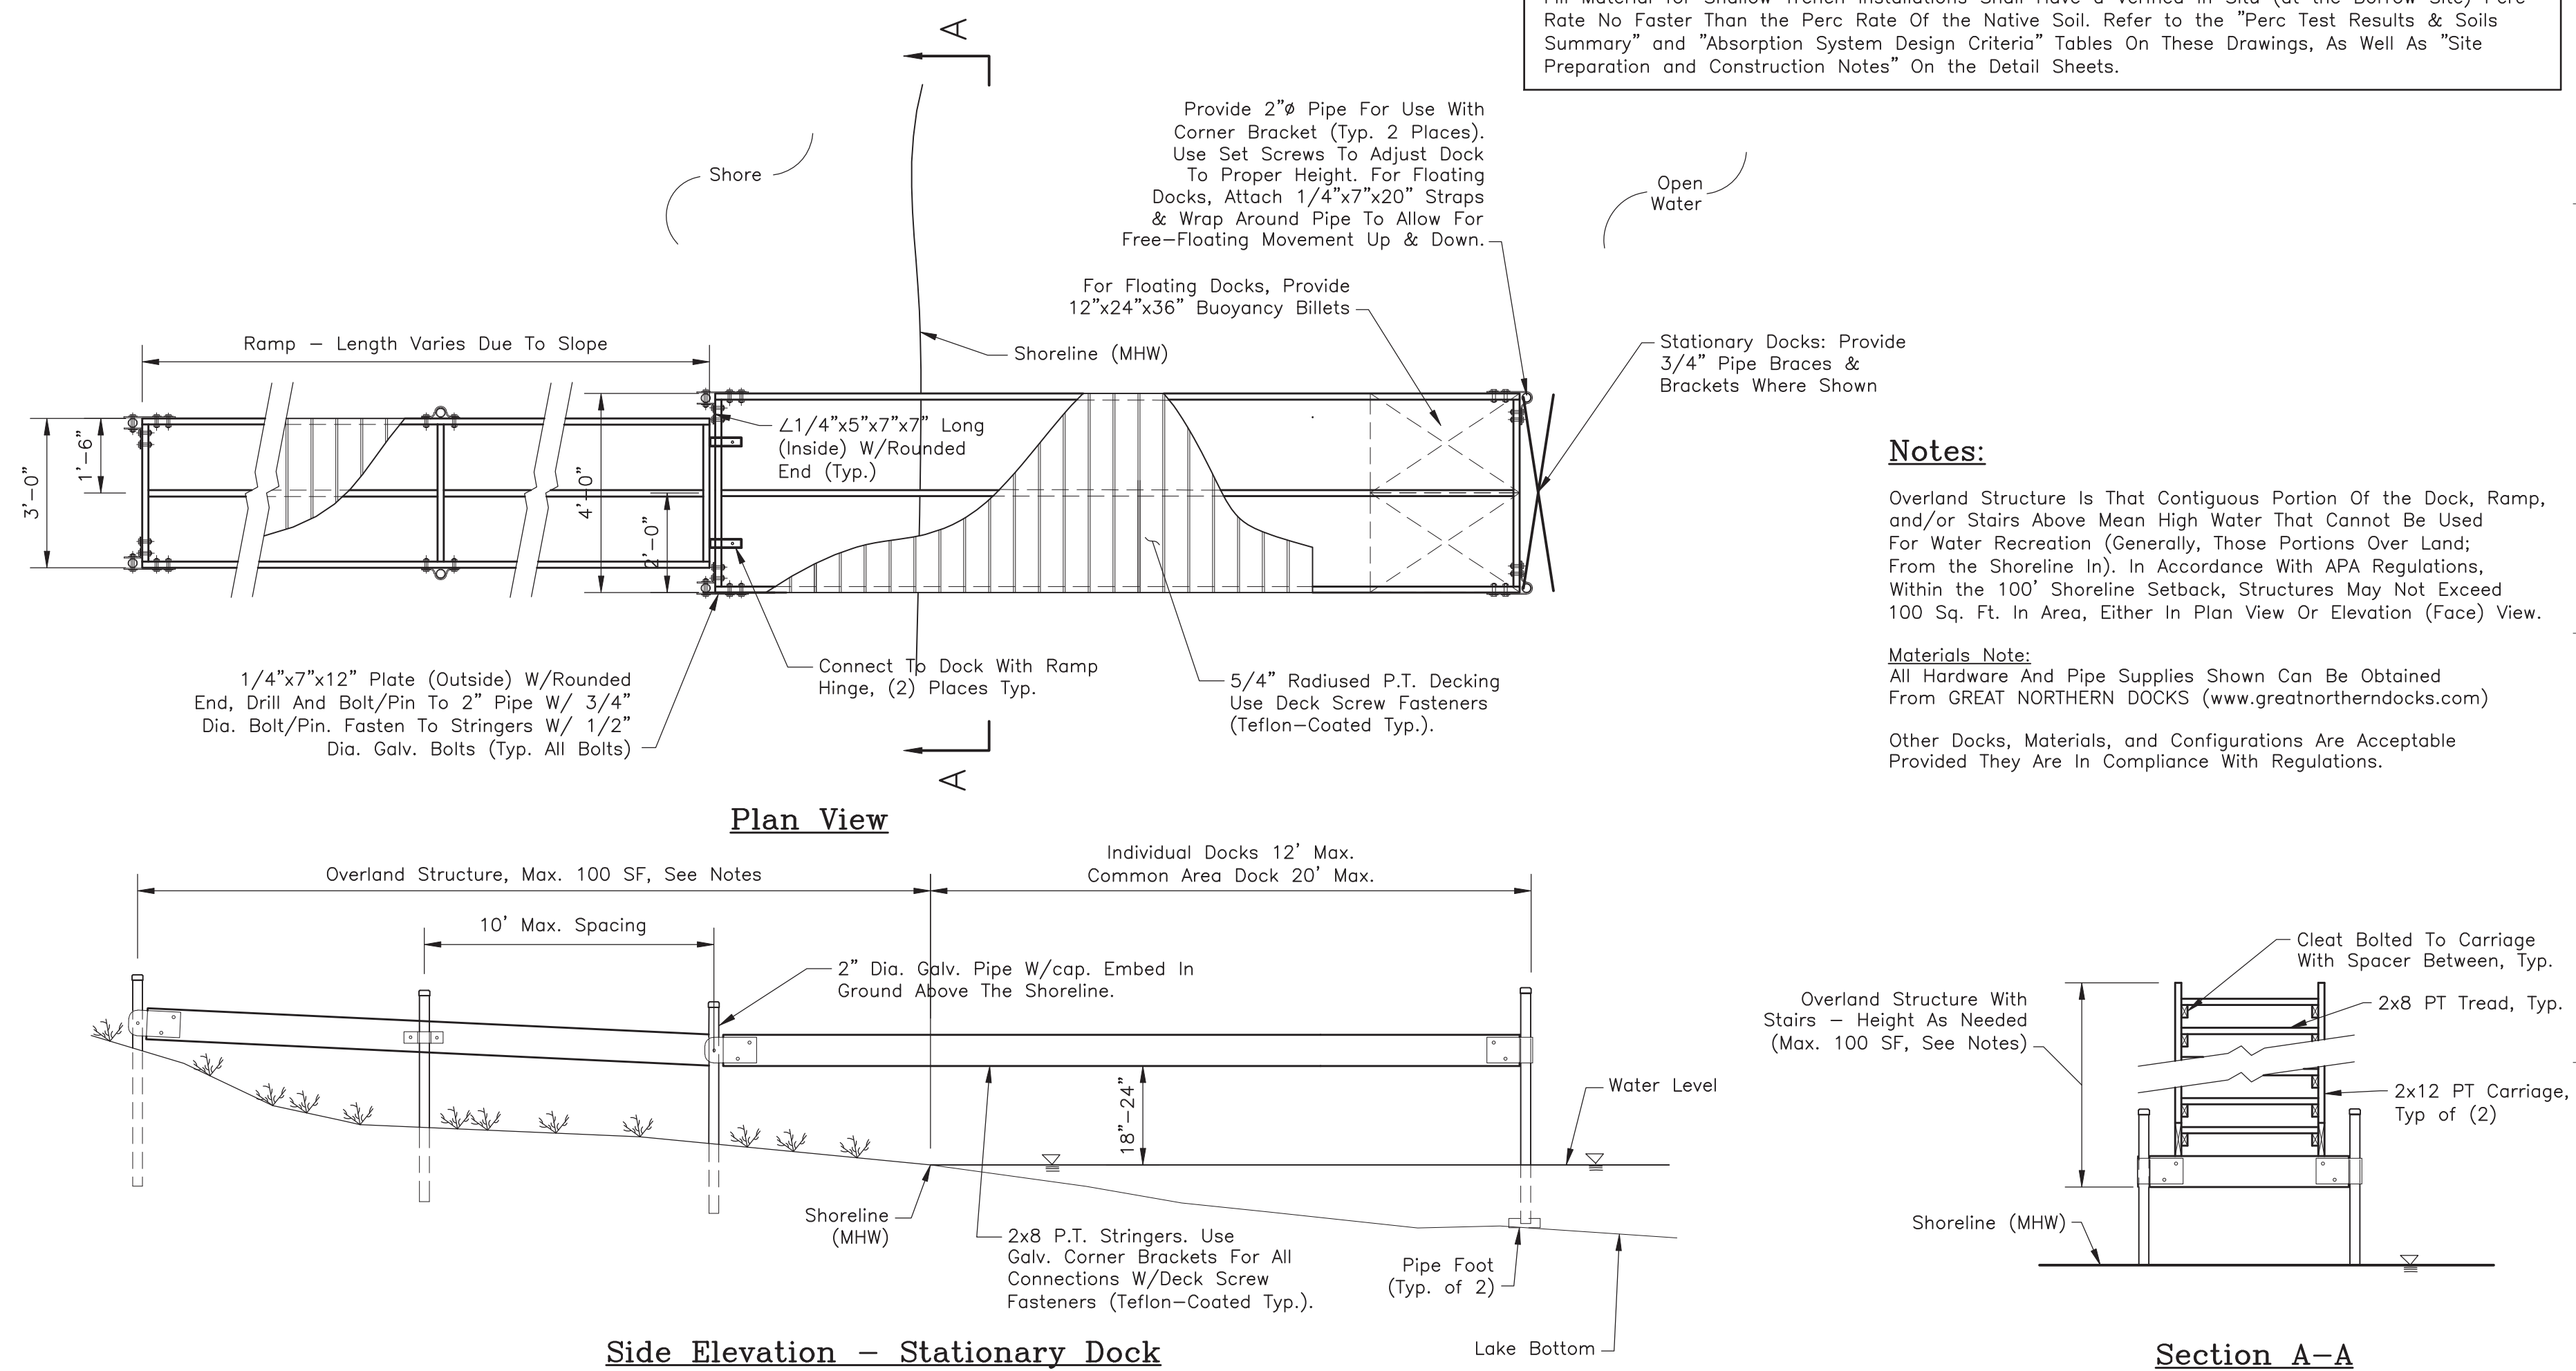 Fill Material for Shallow Trench Installations Shall Have a Verified In Situ (at the Borrow Site) Perc
Rate No Faster Than the Perc Rate Of the Native Soil. Refer to the "Perc Test Results & Soils
Summary" and "Absorption System Design Criteria" Tables On These Drawings, As Well As "Site
Preparation and Construction Notes" On the Detail Sheets.
A
Shore
Provide 2"ø Pipe For Use With
Corner Bracket (Typ. 2 Places).
Use Set Screws To Adjust Dock
To Proper Height. For Floating
Docks, Attach 1/4"x7"x20" Straps
& Wrap Around Pipe To Allow For
Free-Floating Movement Up & Down.
Open
Water
For Floating Docks, Provide
12"x24"x36" Buoyancy Billets
Ramp - Length Varies Due To Slope
Shoreline (MHW)
Stationary Docks: Provide
3/4" Pipe Braces &
Brackets Where Shown
3'-0"
1'-6"
4'-0"
2'-0"
∠1/4"x5"x7"x7" Long
(Inside) W/Rounded
End (Typ.)
1/4"x7"x12" Plate (Outside) W/Rounded
End, Drill And Bolt/Pin To 2" Pipe W/ 3/4"
Dia. Bolt/Pin. Fasten To Stringers W/ 1/2"
Dia. Galv. Bolts (Typ. All Bolts)
Connect To Dock With Ramp
Hinge, (2) Places Typ.
5/4" Radiused P.T. Decking
Use Deck Screw Fasteners
(Teflon-Coated Typ.).
A
Plan View
Notes:
Overland Structure Is That Contiguous Portion Of the Dock, Ramp,
and/or Stairs Above Mean High Water That Cannot Be Used
For Water Recreation (Generally, Those Portions Over Land;
From the Shoreline In). In Accordance With APA Regulations,
Within the 100' Shoreline Setback, Structures May Not Exceed
100 Sq. Ft. In Area, Either In Plan View Or Elevation (Face) View.
Materials Note:
All Hardware And Pipe Supplies Shown Can Be Obtained
From GREAT NORTHERN DOCKS (www.greatnortherndocks.com)
Other Docks, Materials, and Configurations Are Acceptable
Provided They Are In Compliance With Regulations.
Overland Structure, Max. 100 SF, See Notes
Individual Docks 12' Max.
Common Area Dock 20' Max.
10' Max. Spacing
2" Dia. Galv. Pipe W/cap. Embed In
Ground Above The Shoreline.
18"-24"
Water Level
Shoreline
(MHW)
2x8 P.T. Stringers. Use
Galv. Corner Brackets For All
Connections W/Deck Screw
Fasteners (Teflon-Coated Typ.).
Pipe Foot
(Typ. of 2)
Lake Bottom
Side Elevation - Stationary Dock
Cleat Bolted To Carriage
With Spacer Between, Typ.
Overland Structure With
Stairs - Height As Needed
(Max. 100 SF, See Notes)
2x8 PT Tread, Typ.
2x12 PT Carriage,
Typ of (2)
Shoreline (MHW)
Section A-A